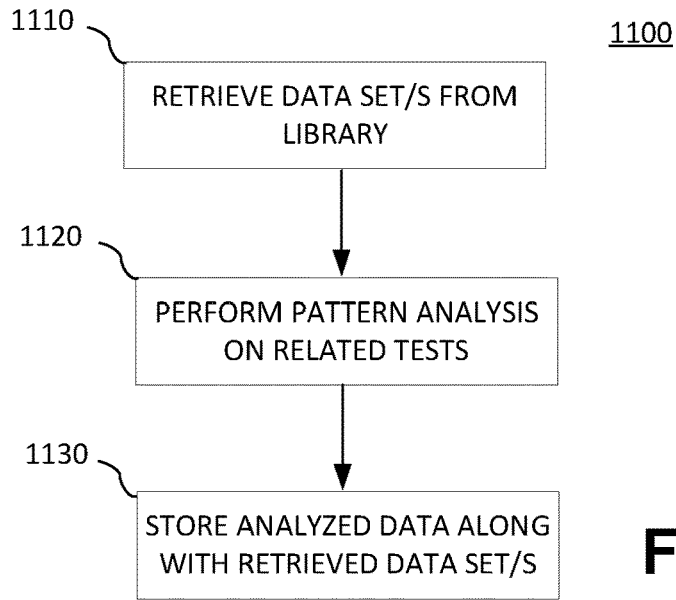 1110
1100
RETRIEVE DATA SET/S FROM
LIBRARY
1120
PERFORM PATTERN ANALYSIS
ON RELATED TESTS
1130
STORE ANALYZED DATA ALONG
WITH RETRIEVED DATA SET/S
F